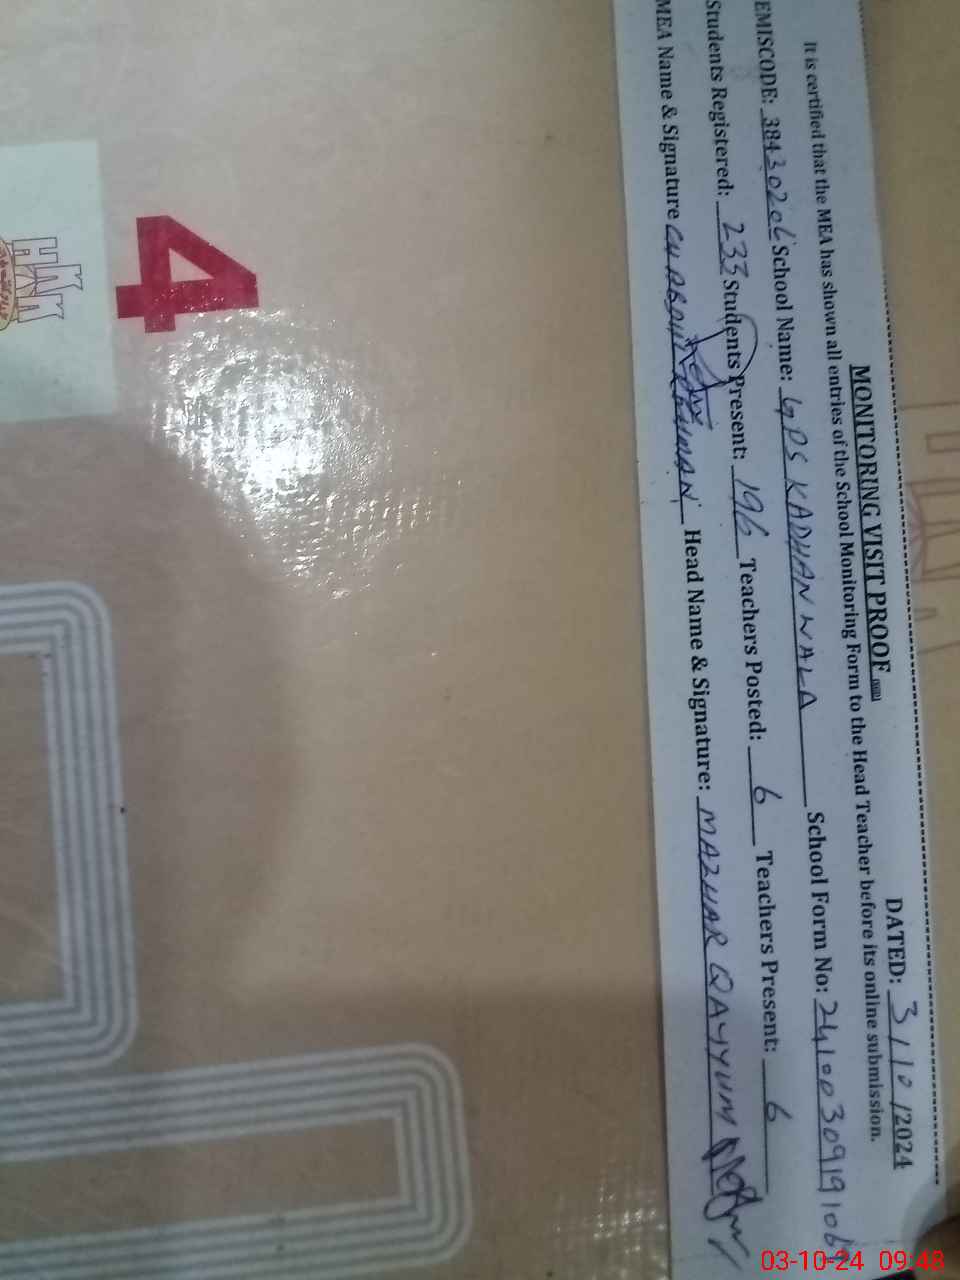 MONITORING VISIT PROOF
DATED: 3/10/2024
It is certified that the MEA has shown all entries of the School Monitoring Form to the Head Teacher before its online submission.
EMISCODE: 38430206 School Name: GPS KADHAN WALA School Form No: 2410030919106
Students Registered: 233 Students Present: 196 Teachers Posted: 6 Teachers Present: 6
MEA Name & Signature CH ABDUL REHMAN Head Name & Signature: MAZHAR QAYYUM
4
03-10-24 09:48